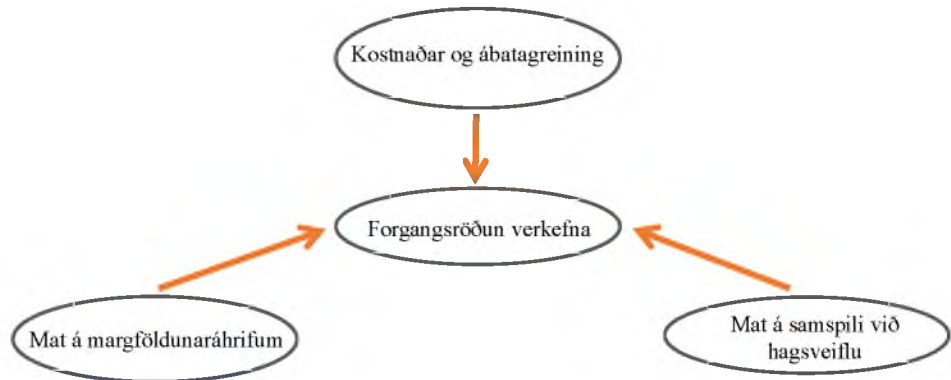 Kostnaðar og ábatagreining
Forgangsröðun verkefna
Mat á margföldunaráhrifum
Mat á samspili við
hagsveiflu